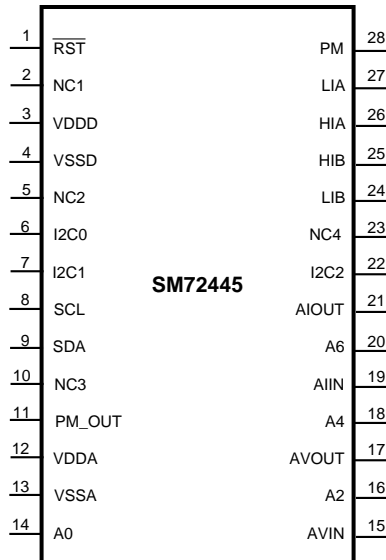 1 RST PM 28
2 NC1 LIA 27
3 VDDD HIA 26
4 VSSD HIB 25
5 NC2 LIB 24
6 I2C0 NC4 23
7 I2C1 I2C2 22
SM72445
8 SCL AIOUT 21
9 SDA A6 20
10 NC3 AIIN 19
11 PM_OUT A4 18
12 VDDA AVOUT 17
13 VSSA A2 16
14 A0 AVIN 15